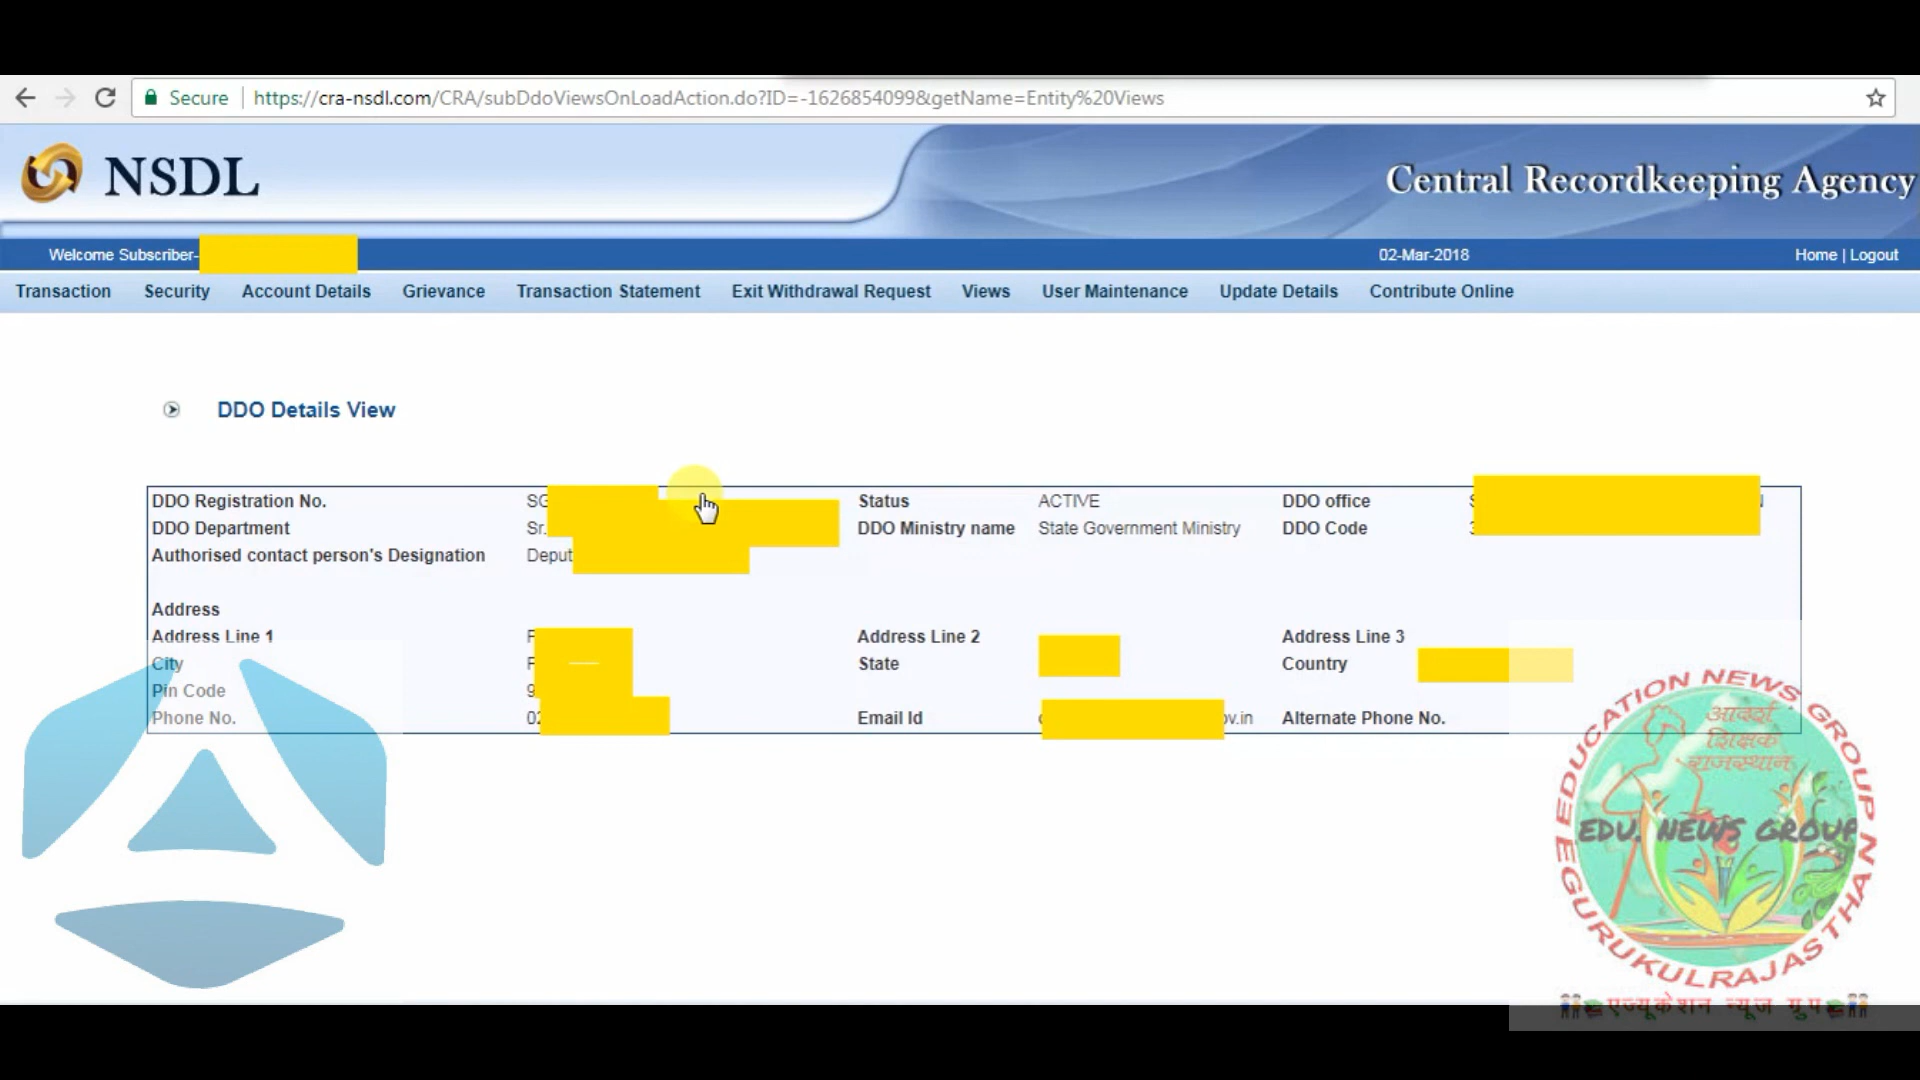 Secure https://cra-nsdl.com/CRA/subDdoViewsOnLoadAction.do?ID=-1626854099&getName=Entity%20Views
NSDL
Central Recordkeeping Agency
Welcome Subscriber- 02-Mar-2018 Home | Logout
Transaction Security Account Details Grievance Transaction Statement Exit Withdrawal Request Views User Maintenance Update Details Contribute Online
DDO Details View
DDO Registration No. SG Status ACTIVE DDO office
DDO Department Sr. DDO Ministry name State Government Ministry DDO Code
Authorised contact person's Designation Deput
Address
Address Line 1 Address Line 2 Address Line 3
City State Country
Pin Code 9
Phone No. 02 Email Id ov.in Alternate Phone No.
EDUCATION NEWS GROUP
आदर्श
शिक्षक
राजस्थान
EDU. NEWS GROUP
EGURUKULRAJASTHAN
एज्यूकेशन न्यूज ग्रुप